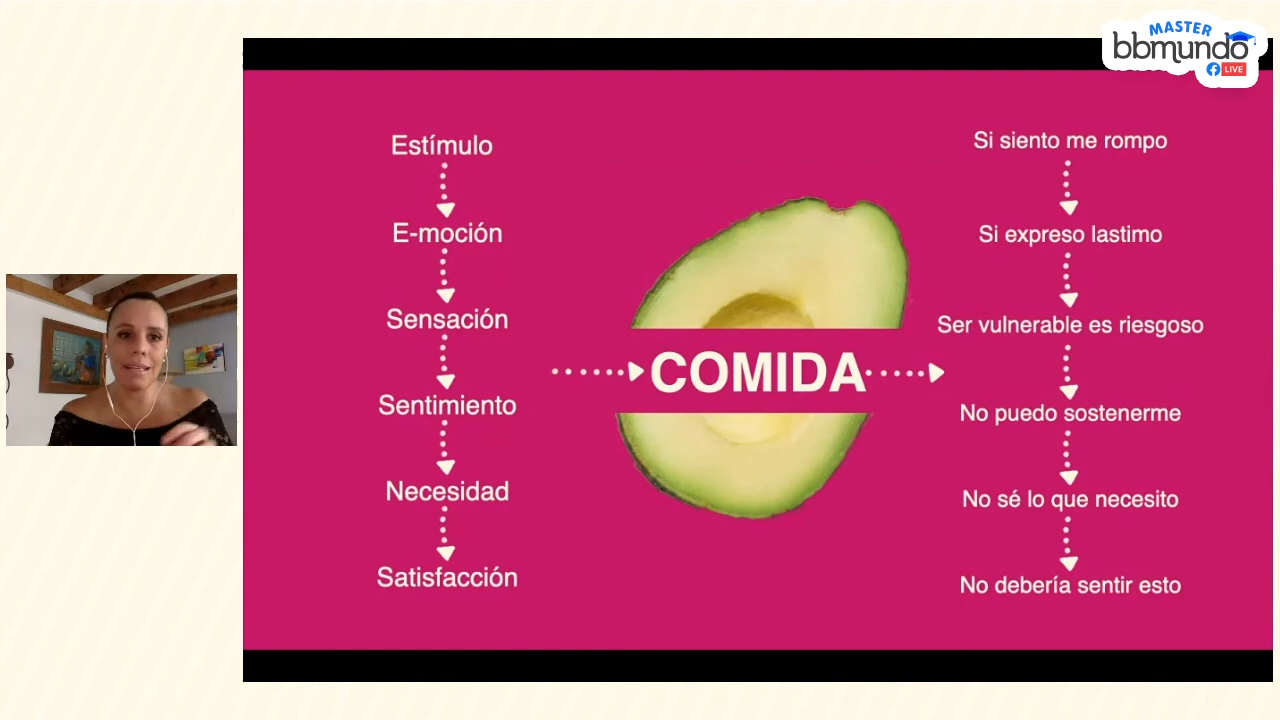 MASTER
bbmundo
LIVE
Estímulo
E-moción
Sensación
Sentimiento
Necesidad
Satisfacción
COMIDA
Si siento me rompo
Si expreso lastimo
Ser vulnerable es riesgoso
No puedo sostenerme
No sé lo que necesito
No debería sentir esto